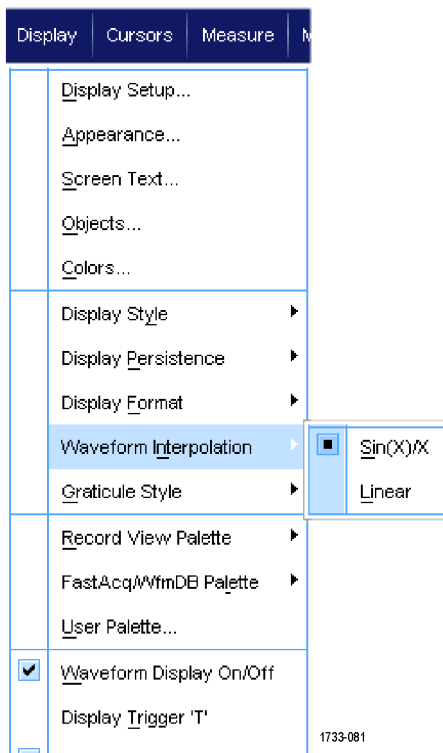 Display Cursors Measure
Display Setup...
Appearance...
Screen Text...
Objects...
Colors...
Display Style
Display Persistence
Display Format
Waveform Interpolation
Sin(X)/X
Graticule Style
Linear
Record View Palette
FastAcq/WfmDB Palette
User Palette...
Waveform Display On/Off
Display Trigger 'T'
1733-081